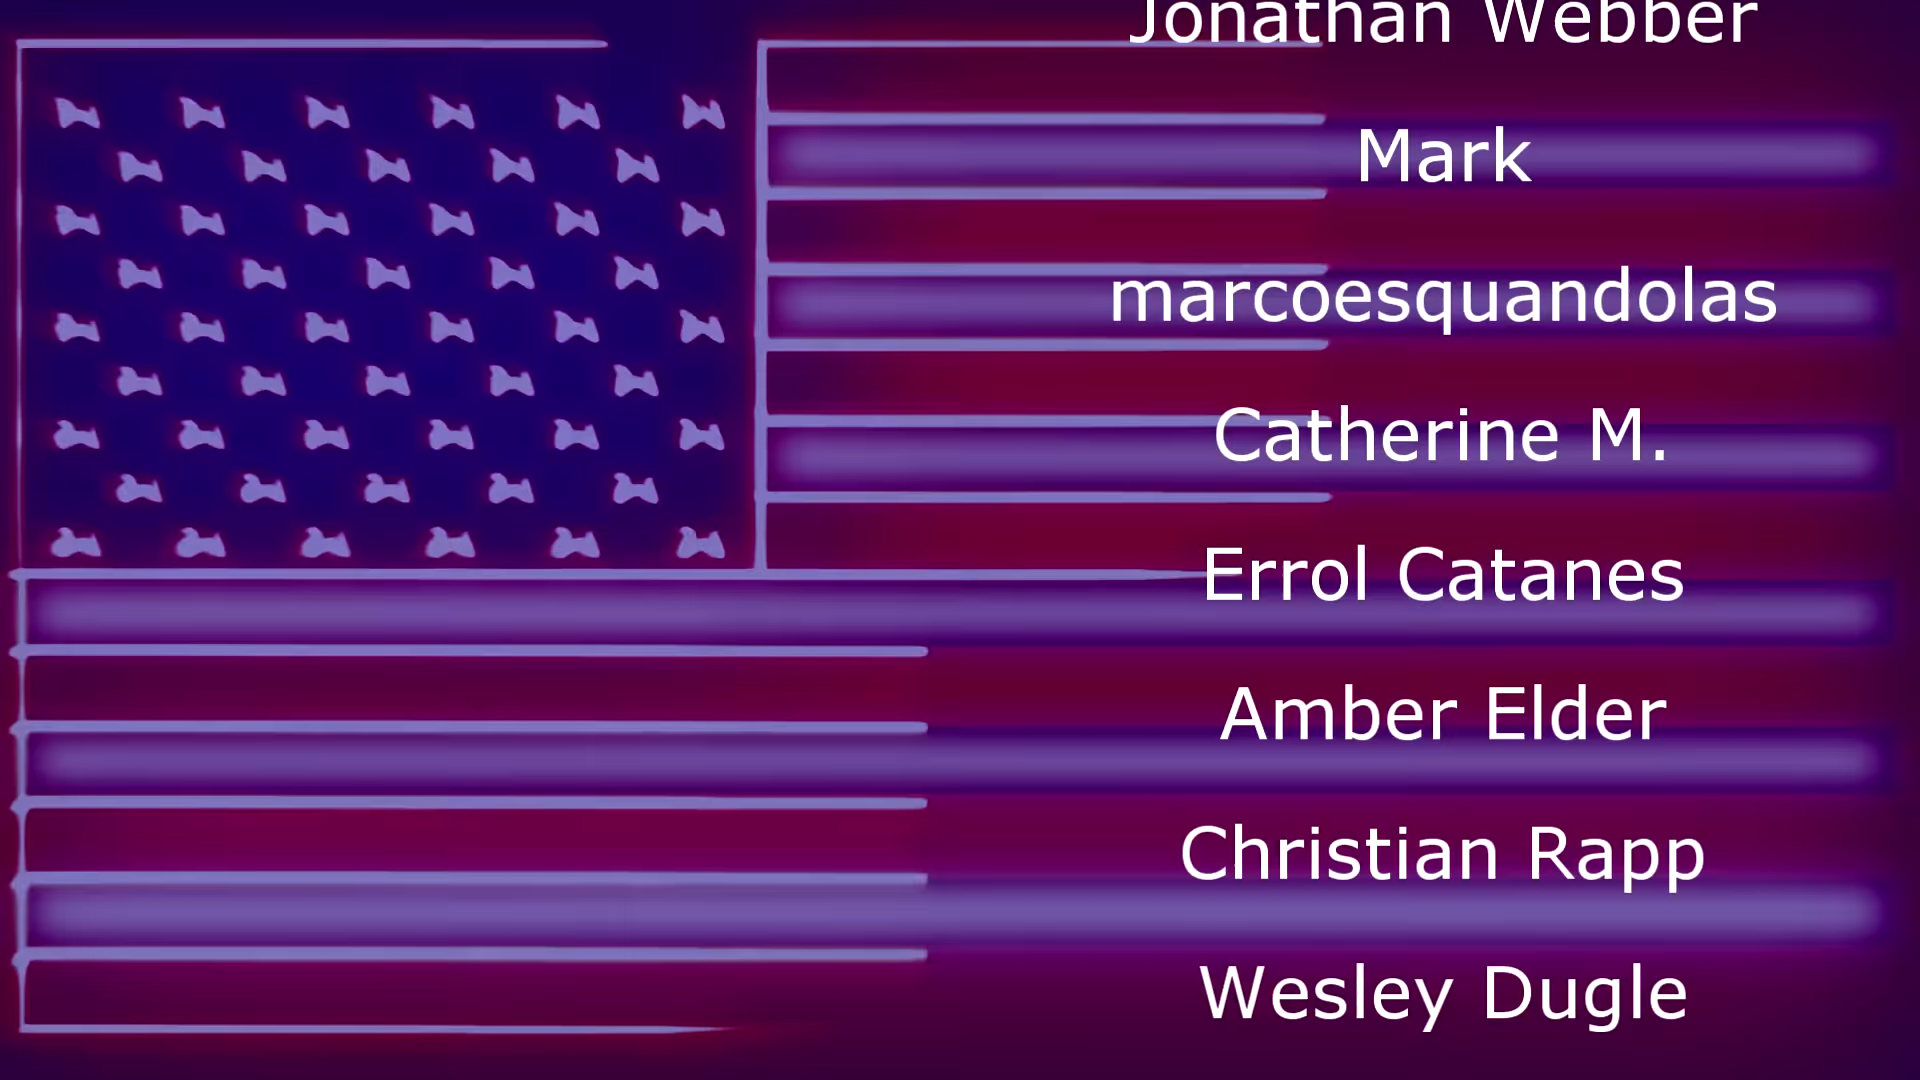 Jonathan Webber
Mark
marcoesquandolas
Catherine M.
Errol Catanes
Amber Elder
Christian Rapp
Wesley Dugle